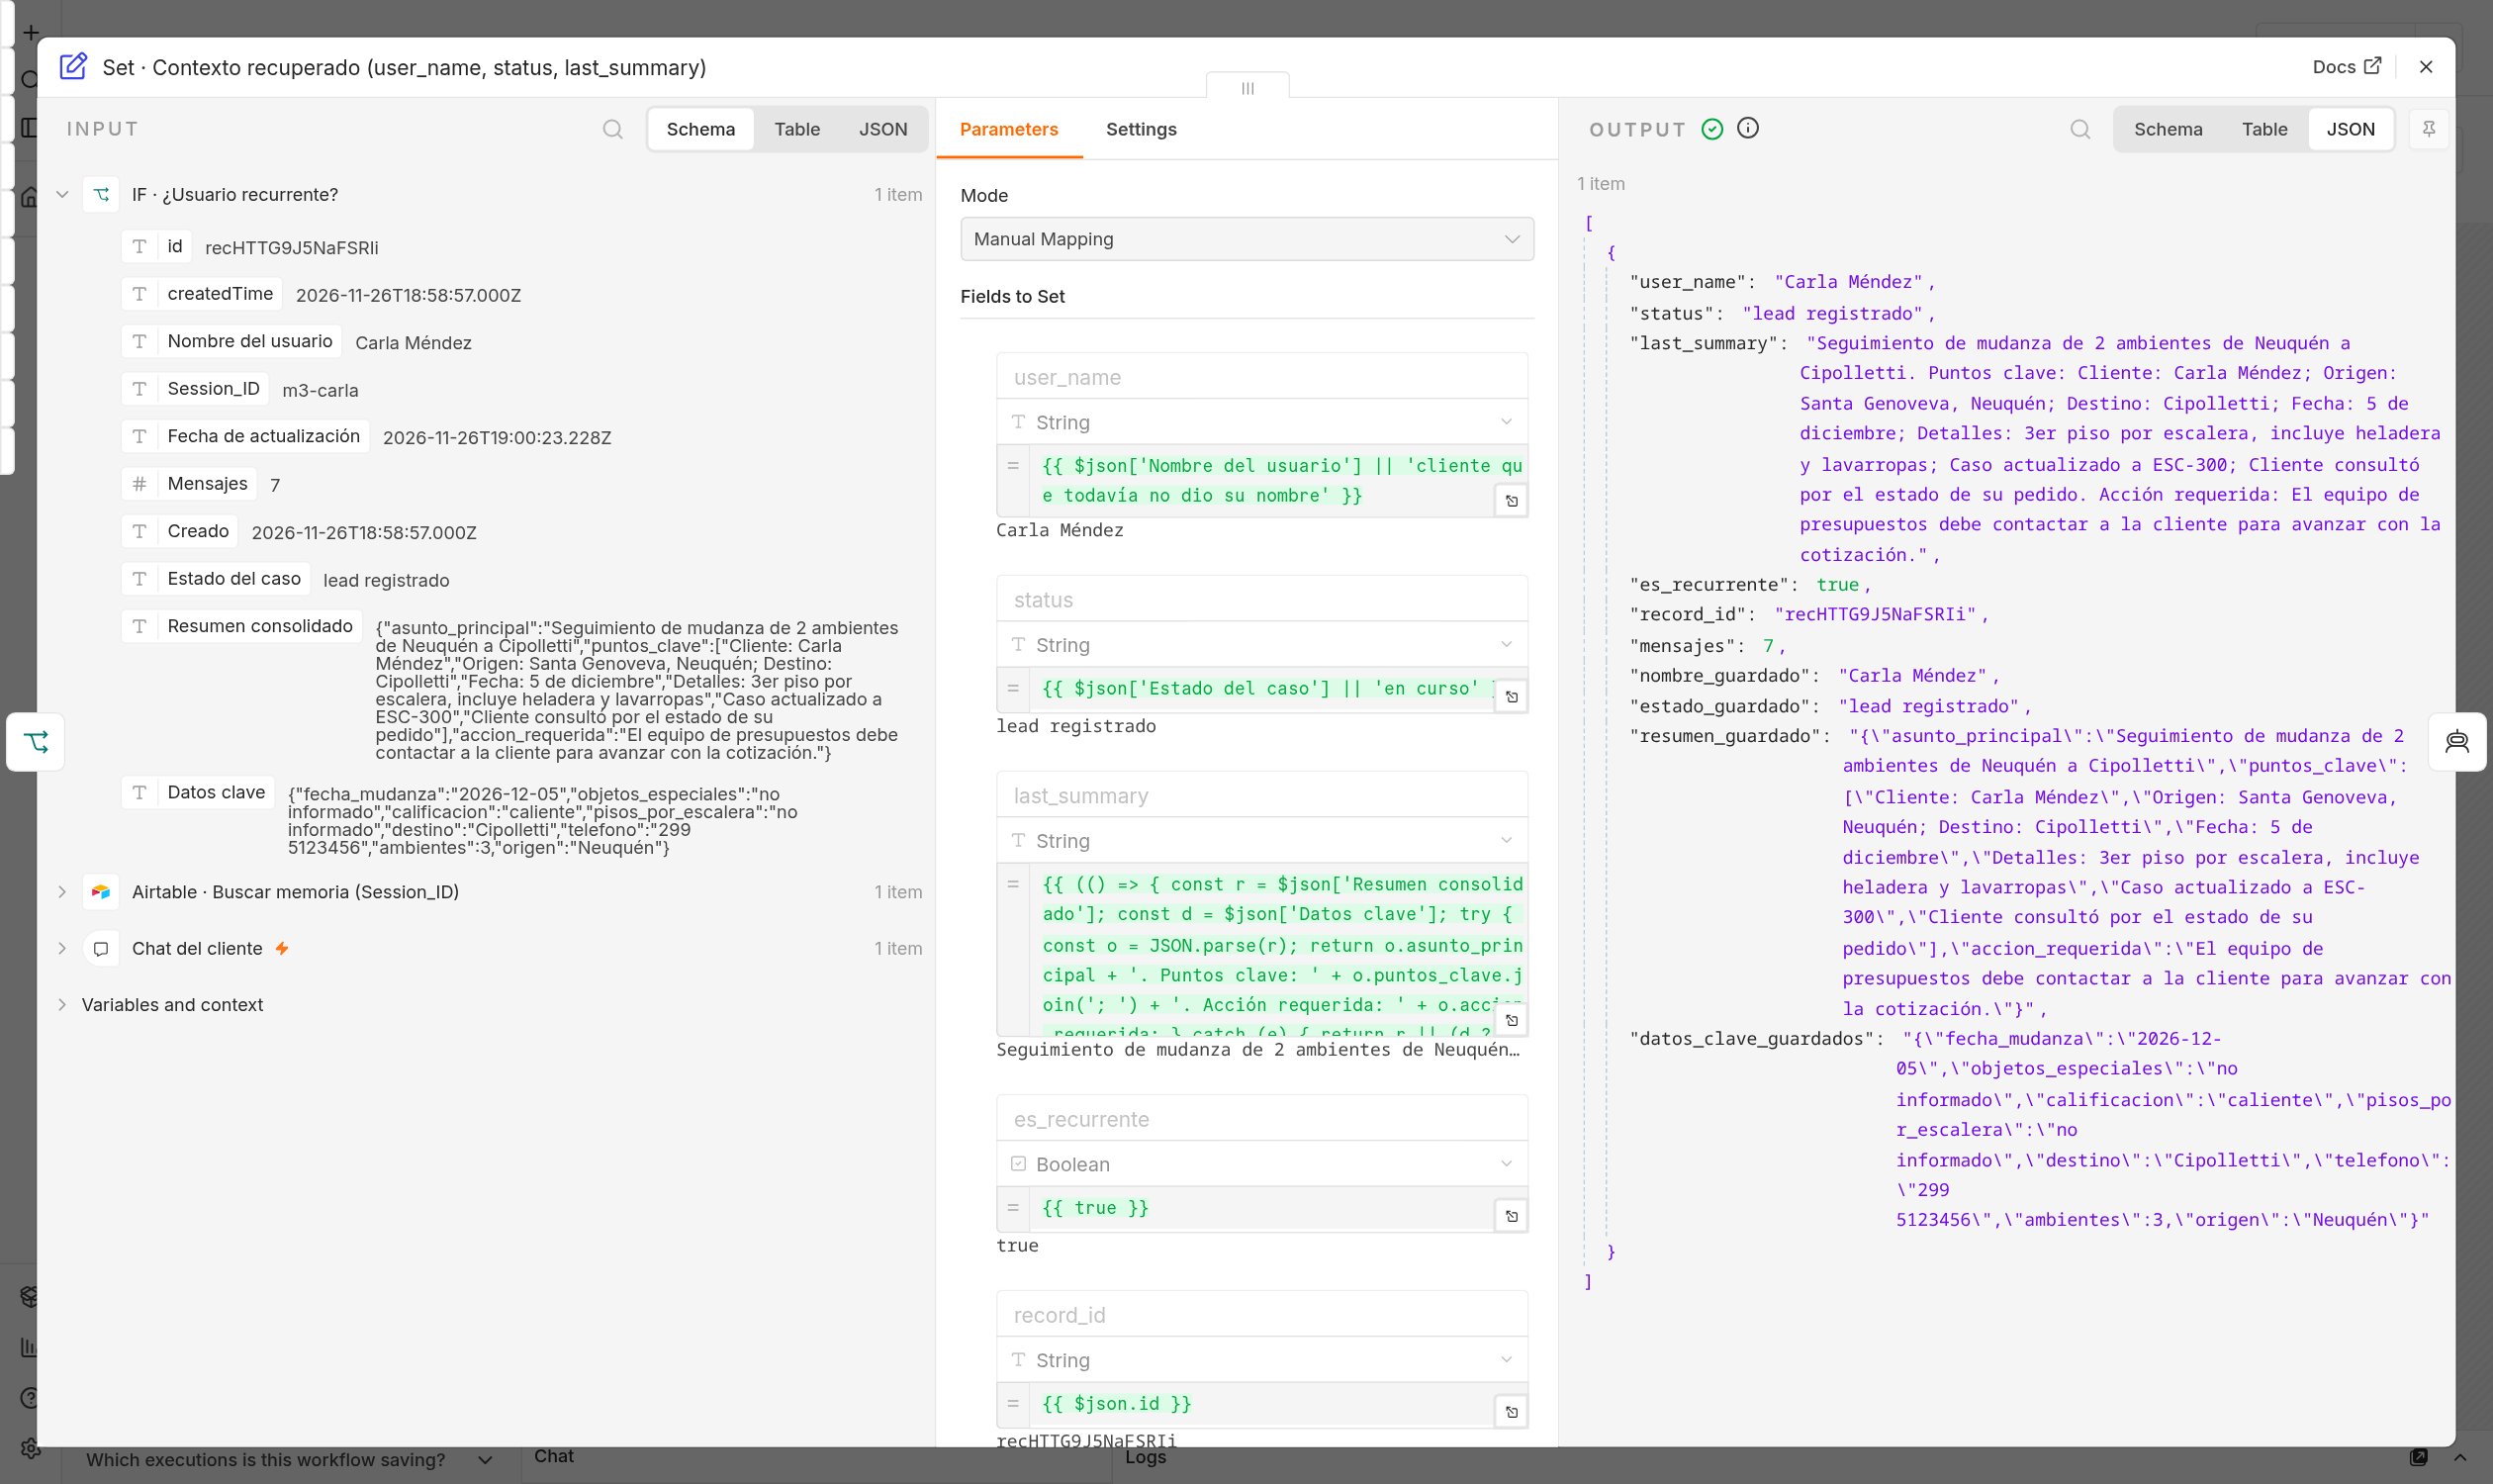 Set · Contexto recuperado (user_name, status, last_summary)
Docs
INPUT
Schema
Table
JSON
IF · ¿Usuario recurrente?
1 item
id
recHTTG9J5NaFSRIi
createdTime
2026-11-26T18:58:57.000Z
Nombre del usuario
Carla Méndez
Session_ID
m3-carla
Fecha de actualización
2026-11-26T19:00:23.228Z
Mensajes
7
Creado
2026-11-26T18:58:57.000Z
Estado del caso
lead registrado
Resumen consolidado
{"asunto_principal":"Seguimiento de mudanza de 2 ambientes
de Neuquén a Cipolletti","puntos_clave":["Cliente: Carla
Méndez","Origen: Santa Genoveva, Neuquén; Destino:
Cipolletti","Fecha: 5 de diciembre","Detalles: 3er piso por
escalera, incluye heladera y lavarropas","Caso actualizado a
ESC-300","Cliente consultó por el estado de su
pedido"],"accion_requerida":"El equipo de presupuestos debe
contactar a la cliente para avanzar con la cotización."}
Datos clave
{"fecha_mudanza":"2026-12-05","objetos_especiales":"no
informado","calificacion":"caliente","pisos_por_escalera":"no
informado","destino":"Cipolletti","telefono":"299
5123456","ambientes":3,"origen":"Neuquén"}
Airtable · Buscar memoria (Session_ID)
1 item
Chat del cliente
1 item
Variables and context
Parameters
Settings
Mode
Manual Mapping
Fields to Set
user_name
String
= {{ $json['Nombre del usuario'] || 'cliente qu
e todavía no dio su nombre' }}
Carla Méndez
status
String
= {{ $json['Estado del caso'] || 'en curso'
lead registrado
last_summary
String
= {{ (() => { const r = $json['Resumen consolid
ado']; const d = $json['Datos clave']; try {
const o = JSON.parse(r); return o.asunto_prin
cipal + '. Puntos clave: ' + o.puntos_clave.j
oin('; ') + '. Acción requerida: ' + o.accion
_requerida; } catch (e) { return r || (d ?
Seguimiento de mudanza de 2 ambientes de Neuquén…
es_recurrente
Boolean
= {{ true }}
true
record_id
String
= {{ $json.id }}
recHTTG9J5NaFSRIi
OUTPUT
Schema
Table
JSON
1 item
[
{
"user_name": "Carla Méndez",
"status": "lead registrado",
"last_summary": "Seguimiento de mudanza de 2 ambientes de Neuquén a
Cipolletti. Puntos clave: Cliente: Carla Méndez; Origen:
Santa Genoveva, Neuquén; Destino: Cipolletti; Fecha: 5 de
diciembre; Detalles: 3er piso por escalera, incluye heladera
y lavarropas; Caso actualizado a ESC-300; Cliente consultó
por el estado de su pedido. Acción requerida: El equipo de
presupuestos debe contactar a la cliente para avanzar con la
cotización.",
"es_recurrente": true,
"record_id": "recHTTG9J5NaFSRIi",
"mensajes": 7,
"nombre_guardado": "Carla Méndez",
"estado_guardado": "lead registrado",
"resumen_guardado": "{\"asunto_principal\":\"Seguimiento de mudanza de 2
ambientes de Neuquén a Cipolletti\",\"puntos_clave\":
[\"Cliente: Carla Méndez\",\"Origen: Santa Genoveva,
Neuquén; Destino: Cipolletti\",\"Fecha: 5 de
diciembre\",\"Detalles: 3er piso por escalera, incluye
heladera y lavarropas\",\"Caso actualizado a ESC-
300\",\"Cliente consultó por el estado de su
pedido\"],\"accion_requerida\":\"El equipo de
presupuestos debe contactar a la cliente para avanzar con
la cotización.\"}",
"datos_clave_guardados": "{\"fecha_mudanza\":\"2026-12-
05\",\"objetos_especiales\":\"no
informado\",\"calificacion\":\"caliente\",\"pisos_po
r_escalera\":\"no
informado\",\"destino\":\"Cipolletti\",\"telefono\":
\"299
5123456\",\"ambientes\":3,\"origen\":\"Neuquén\"}"
}
]
Which executions is this workflow saving?
Chat
Logs